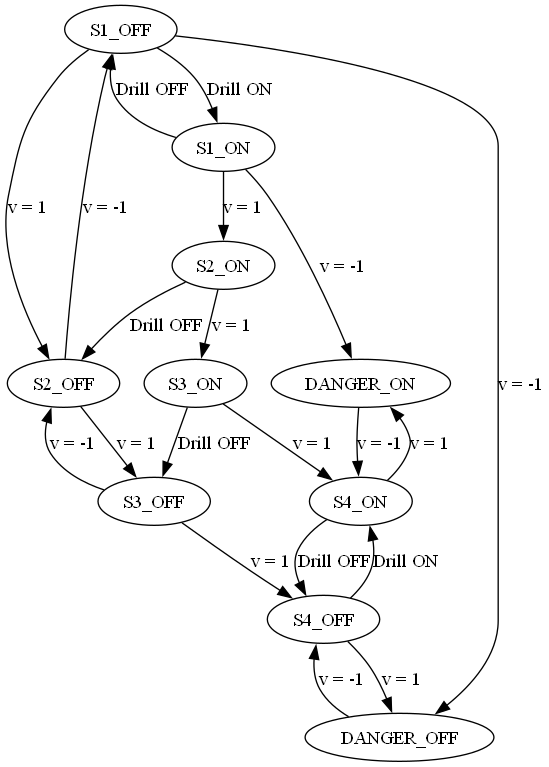 S1_OFF
Drill OFF
Drill ON
S1_ON
v = 1
v = -1
v = 1
S2_ON
v = -1
Drill OFF
v = 1
S2_OFF
S3_ON
DANGER_ON
v = -1
v = -1
v = 1
Drill OFF
v = 1
v = -1
v = 1
S3_OFF
S4_ON
v = 1
Drill OFF
Drill ON
S4_OFF
v = -1
v = 1
DANGER_OFF